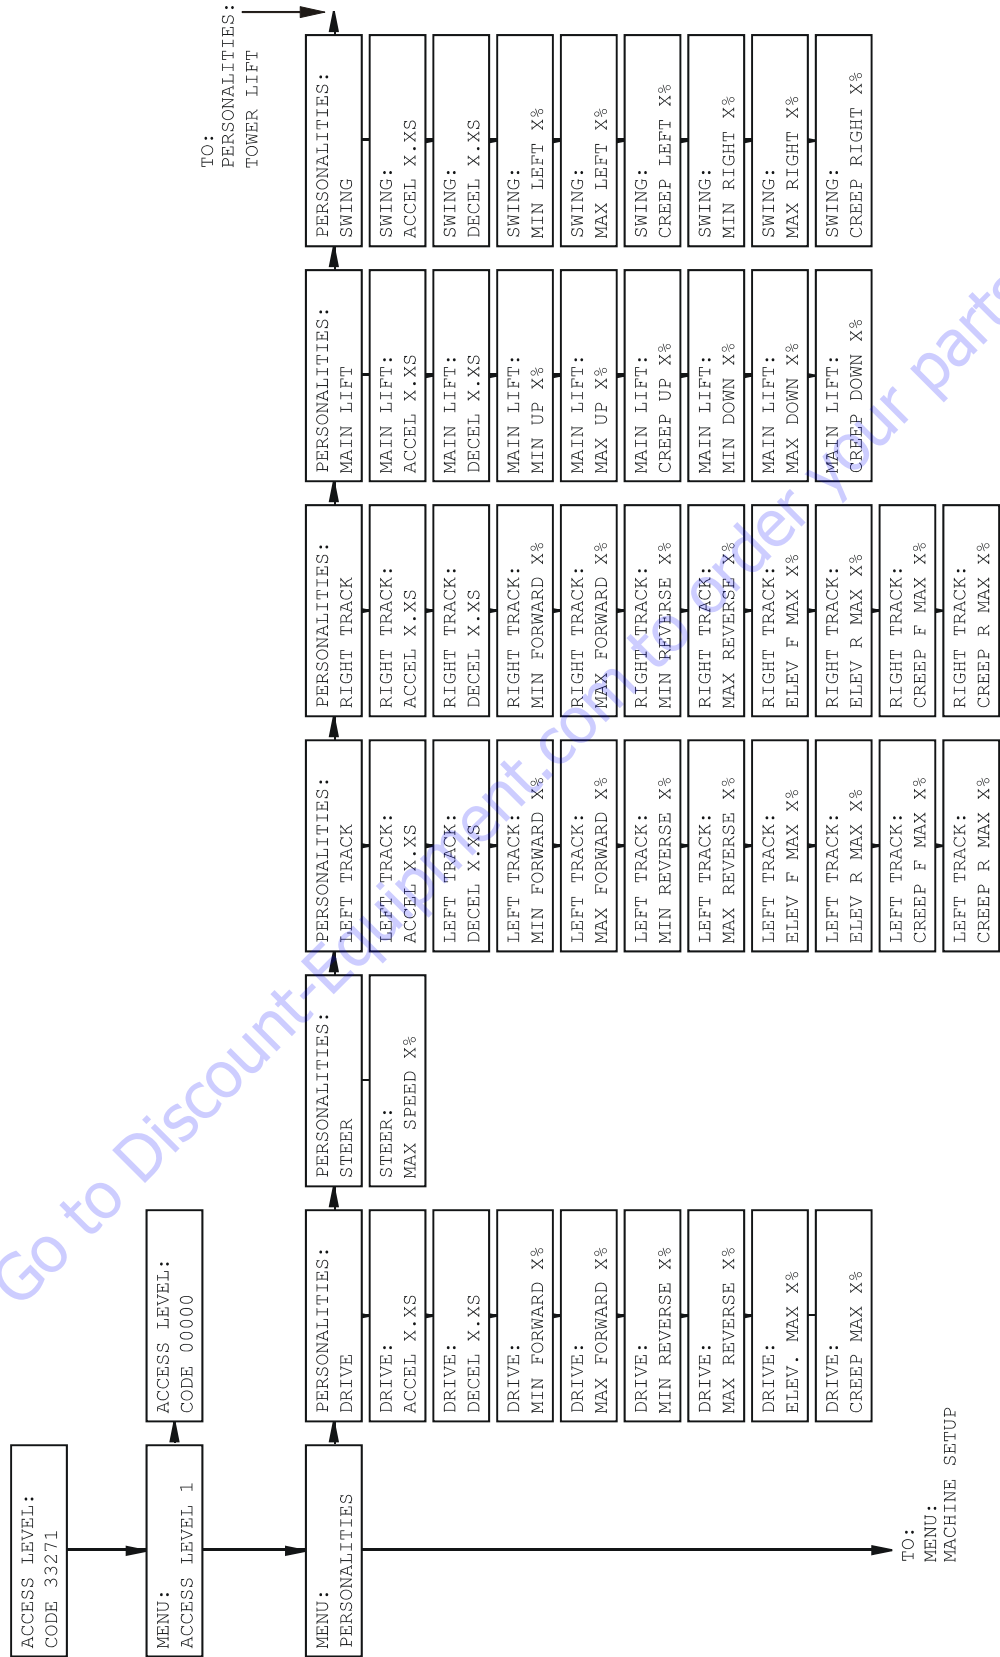 ACCESS LEVEL:
CODE 33271
MENU:
ACCESS LEVEL 1
ACCESS LEVEL:
CODE 00000
MENU:
PERSONALITIES
TO:
MENU:
MACHINE SETUP
PERSONALITIES:
DRIVE
DRIVE:
ACCEL X.XS
DRIVE:
DECEL X.XS
DRIVE:
MIN FORWARD X%
DRIVE:
MAX FORWARD X%
DRIVE:
MIN REVERSE X%
DRIVE:
MAX REVERSE X%
DRIVE:
ELEV. MAX X%
DRIVE:
CREEP MAX X%
PERSONALITIES:
STEER
STEER:
MAX SPEED X%
PERSONALITIES:
LEFT TRACK
LEFT TRACK:
ACCEL X.XS
LEFT TRACK:
DECEL X.XS
LEFT TRACK:
MIN FORWARD X%
LEFT TRACK:
MAX FORWARD X%
LEFT TRACK:
MIN REVERSE X%
LEFT TRACK:
MAX REVERSE X%
LEFT TRACK:
ELEV F MAX X%
LEFT TRACK:
ELEV R MAX X%
LEFT TRACK:
CREEP F MAX X%
LEFT TRACK:
CREEP R MAX X%
PERSONALITIES:
RIGHT TRACK
RIGHT TRACK:
ACCEL X.XS
RIGHT TRACK:
DECEL X.XS
RIGHT TRACK:
MIN FORWARD X%
RIGHT TRACK:
MAX FORWARD X%
RIGHT TRACK:
MIN REVERSE X%
RIGHT TRACK:
MAX REVERSE X%
RIGHT TRACK:
ELEV F MAX X%
RIGHT TRACK:
ELEV R MAX X%
RIGHT TRACK:
CREEP F MAX X%
RIGHT TRACK:
CREEP R MAX X%
PERSONALITIES:
MAIN LIFT
MAIN LIFT:
ACCEL X.XS
MAIN LIFT:
DECEL X.XS
MAIN LIFT:
MIN UP X%
MAIN LIFT:
MAX UP X%
MAIN LIFT:
CREEP UP X%
MAIN LIFT:
MIN DOWN X%
MAIN LIFT:
MAX DOWN X%
MAIN LIFT:
CREEP DOWN X%
PERSONALITIES:
SWING
SWING:
ACCEL X.XS
SWING:
DECEL X.XS
SWING:
MIN LEFT X%
SWING:
MAX LEFT X%
SWING:
CREEP LEFT X%
SWING:
MIN RIGHT X%
SWING:
MAX RIGHT X%
SWING:
CREEP RIGHT X%
TO:
PERSONALITIES:
TOWER LIFT
Go to Discount-Equipment.com to order your parts